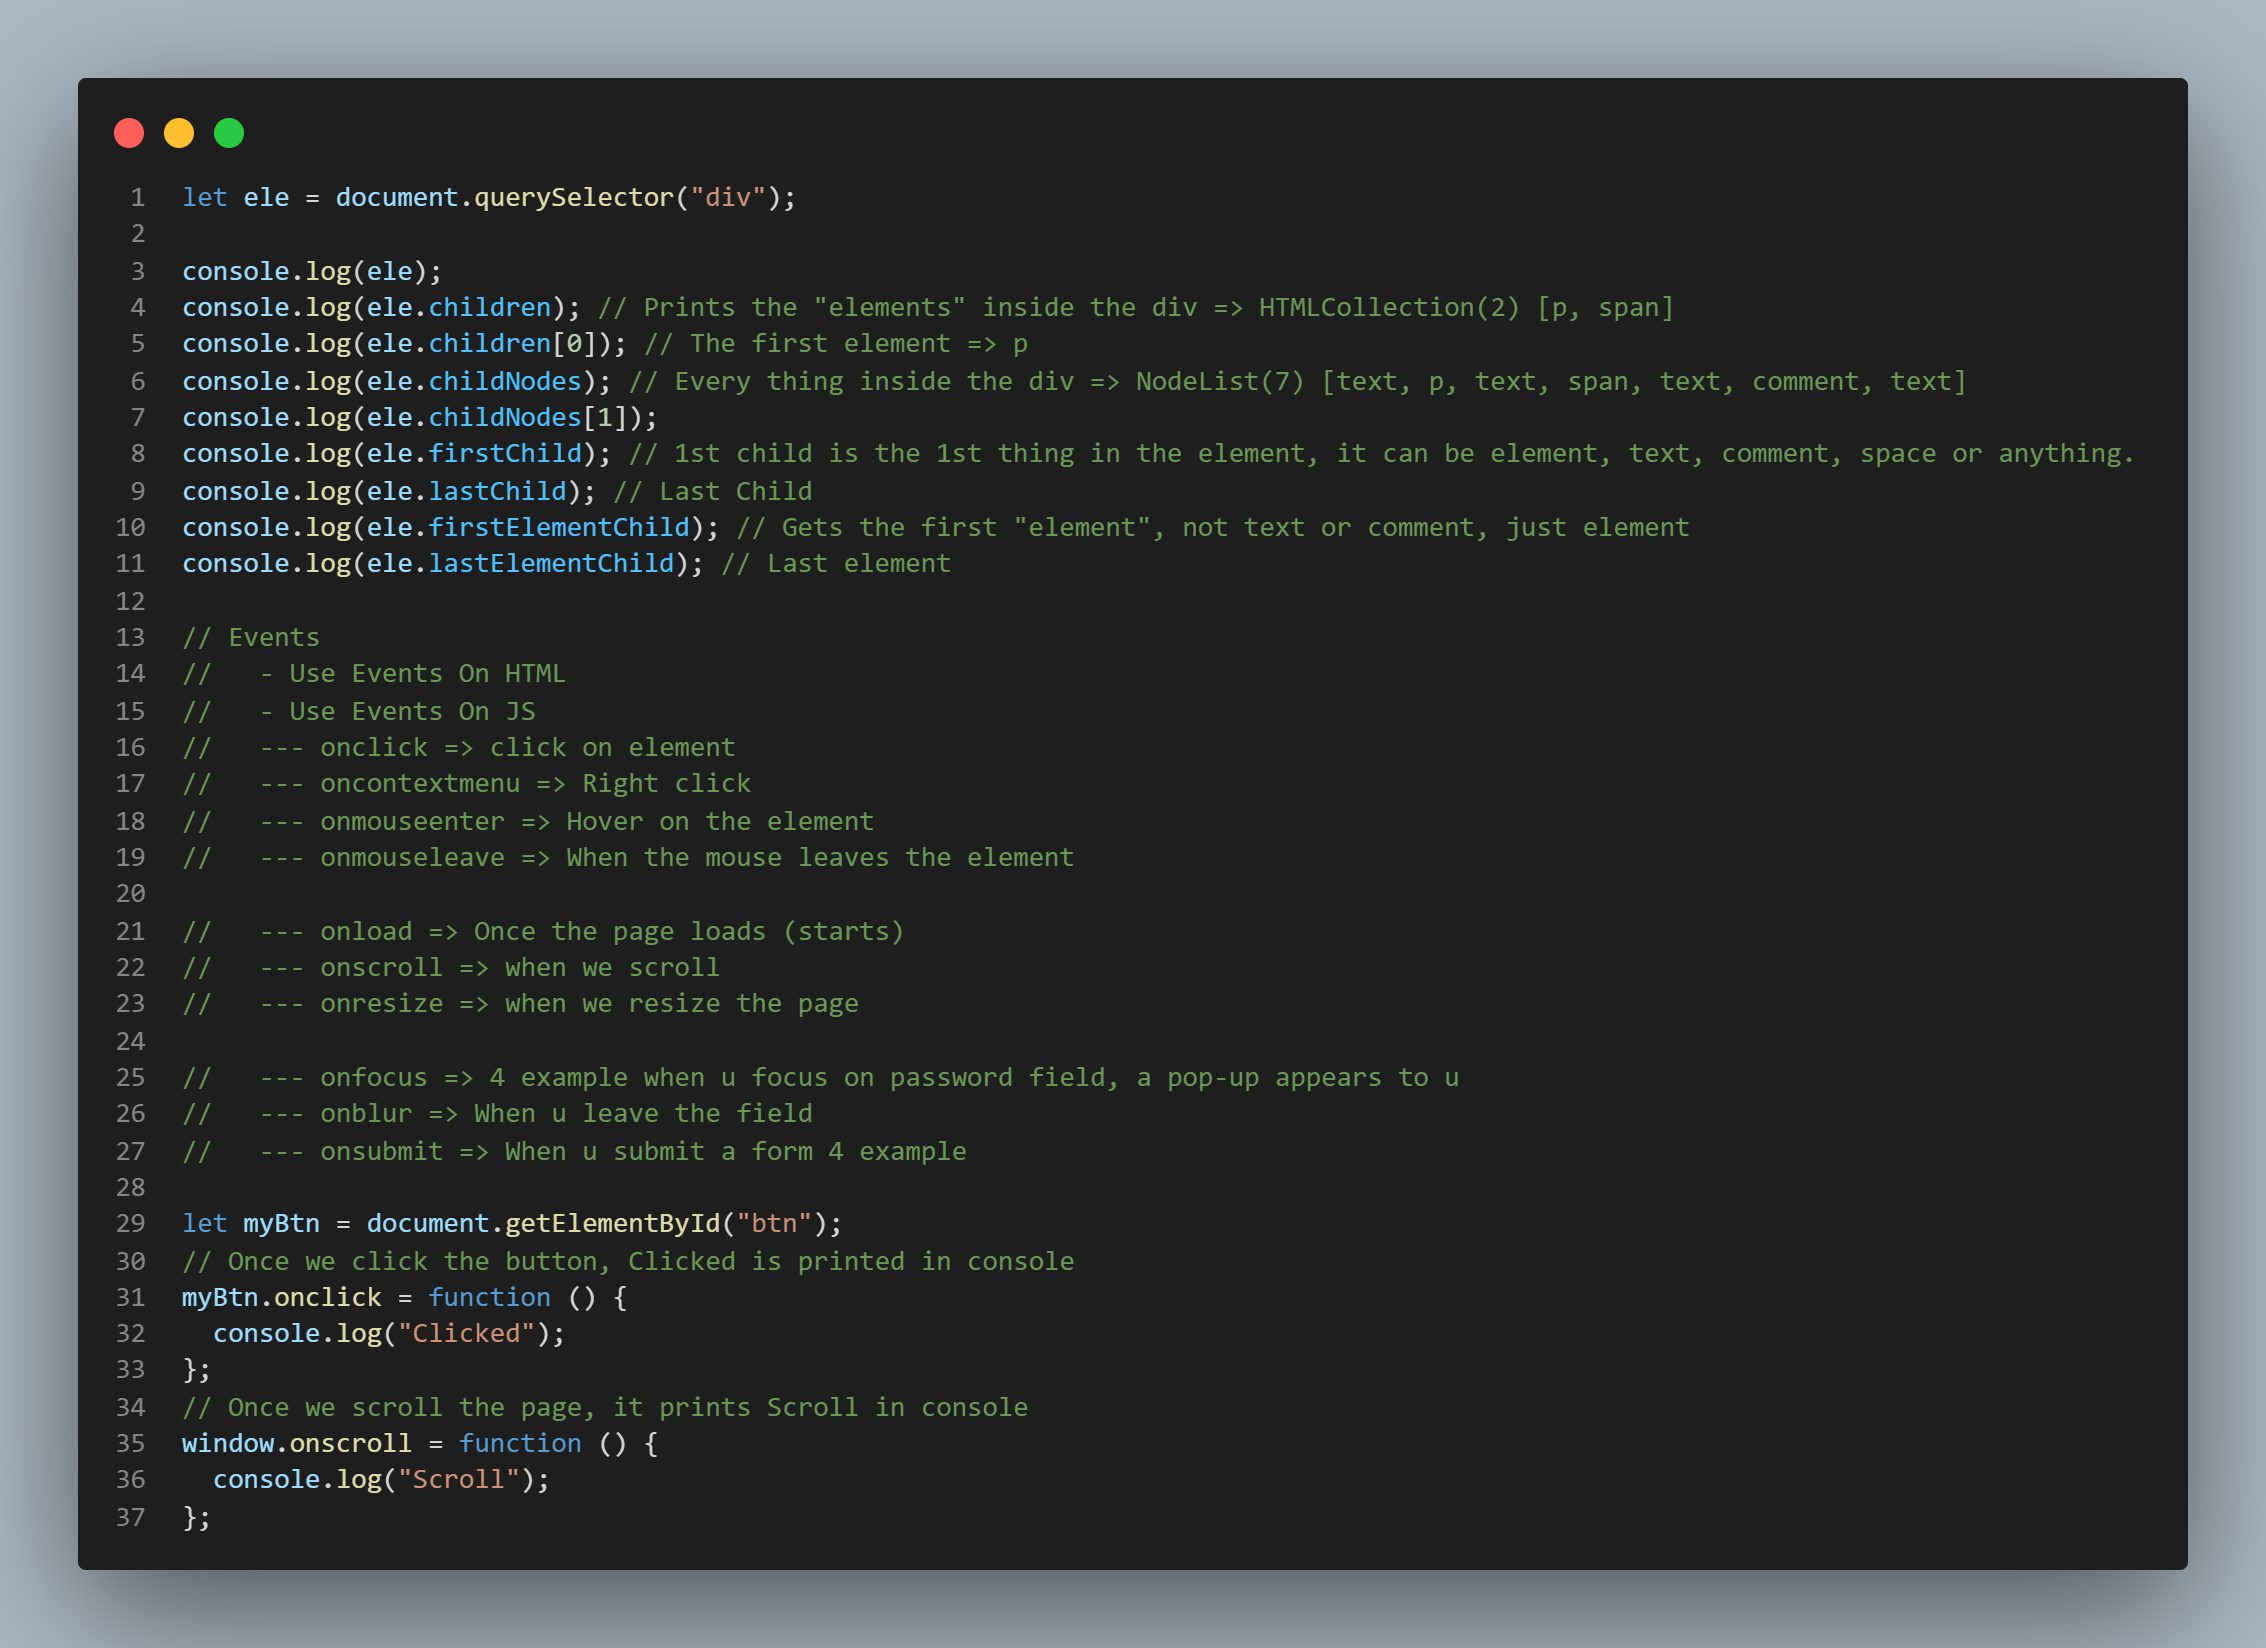 1 let ele = document.querySelector("div");
2
3 console.log(ele);
4 console.log(ele.children); // Prints the "elements" inside the div => HTMLCollection(2) [p, span]
5 console.log(ele.children[0]); // The first element => p
6 console.log(ele.childNodes); // Every thing inside the div => NodeList(7) [text, p, text, span, text, comment, text]
7 console.log(ele.childNodes[1]);
8 console.log(ele.firstChild); // 1st child is the 1st thing in the element, it can be element, text, comment, space or anything.
9 console.log(ele.lastChild); // Last Child
10 console.log(ele.firstElementChild); // Gets the first "element", not text or comment, just element
11 console.log(ele.lastElementChild); // Last element
12
13 // Events
14 //   - Use Events On HTML
15 //   - Use Events On JS
16 //   --- onclick => click on element
17 //   --- oncontextmenu => Right click
18 //   --- onmouseenter => Hover on the element
19 //   --- onmouseleave => When the mouse leaves the element
20
21 //   --- onload => Once the page loads (starts)
22 //   --- onscroll => when we scroll
23 //   --- onresize => when we resize the page
24
25 //   --- onfocus => 4 example when u focus on password field, a pop-up appears to u
26 //   --- onblur => When u leave the field
27 //   --- onsubmit => When u submit a form 4 example
28
29 let myBtn = document.getElementById("btn");
30 // Once we click the button, Clicked is printed in console
31 myBtn.onclick = function () {
32   console.log("Clicked");
33 };
34 // Once we scroll the page, it prints Scroll in console
35 window.onscroll = function () {
36   console.log("Scroll");
37 };